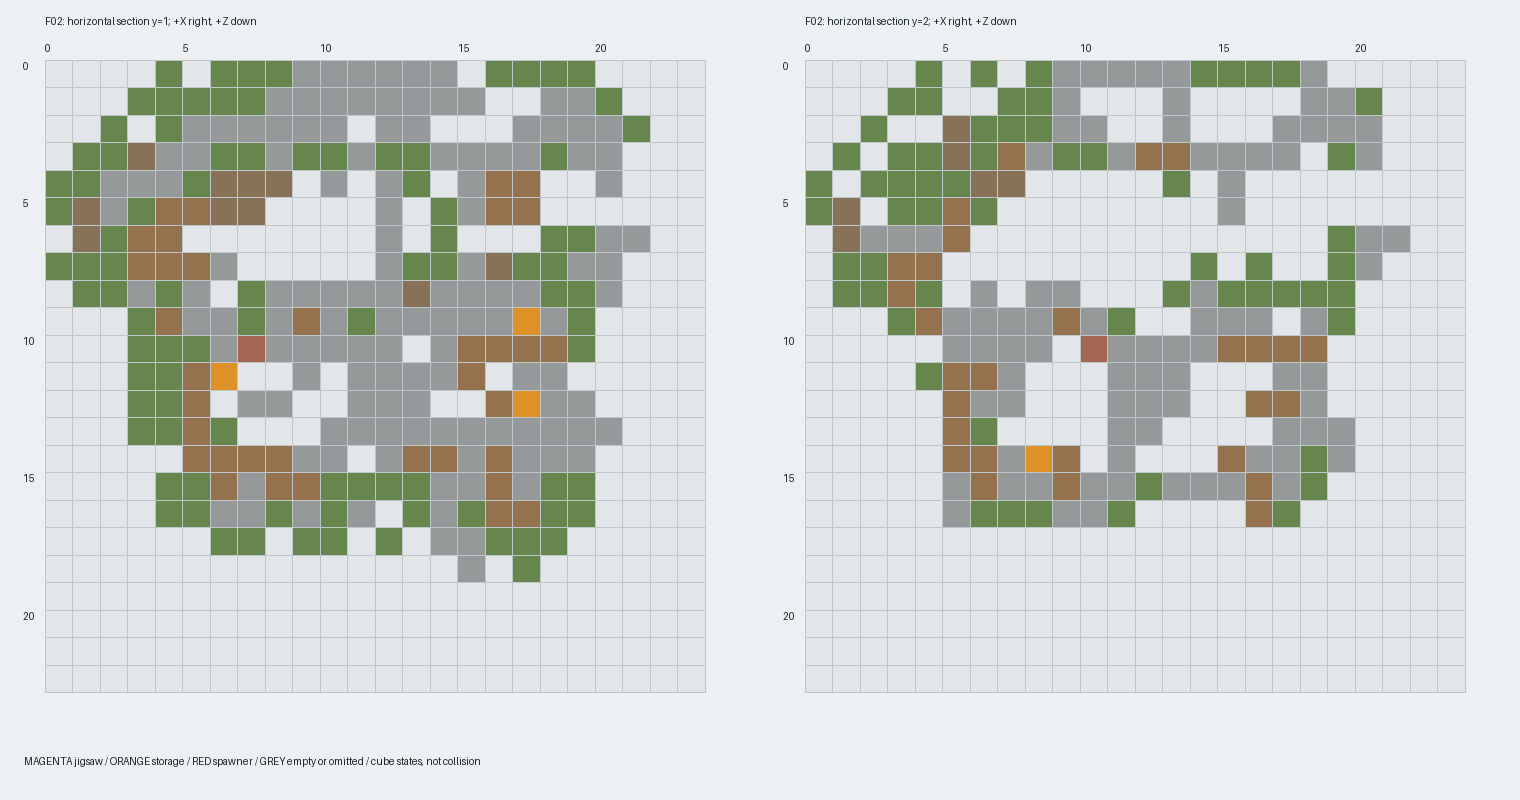 F02: horizontal section y=1; +X right, +Z down
F02: horizontal section y=2; +X right, +Z down
0 5 10 15 20
0 5 10 15 20
0 0
5 5
10 10
15 15
20 20
MAGENTA jigsaw / ORANGE storage / RED spawner / GREY empty or omitted / cube states, not collision